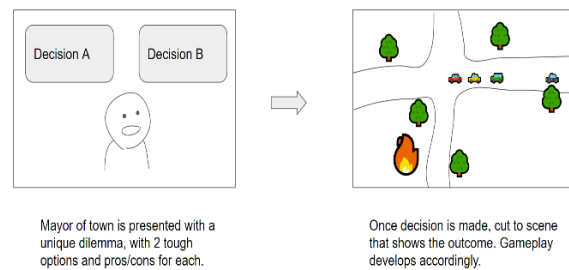 Decision A
Decision B
Mayor of town is presented with a
unique dilemma, with 2 tough
options and pros/cons for each.
Once decision is made, cut to scene
that shows the outcome. Gameplay
develops accordingly.